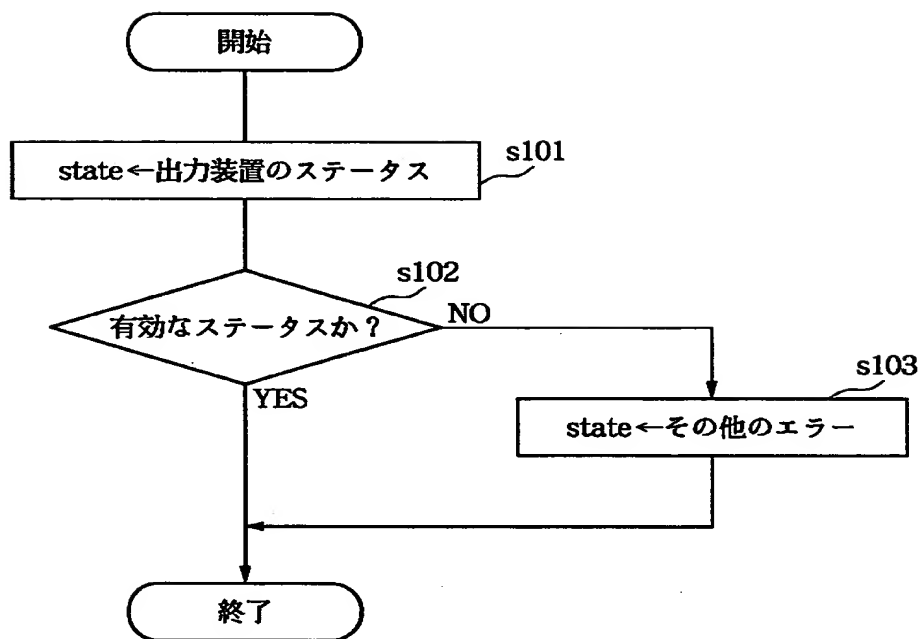 開始
state←出力装置のステータス
s101
s102
有効なステータスか？
NO
YES
s103
state←その他のエラー
終了